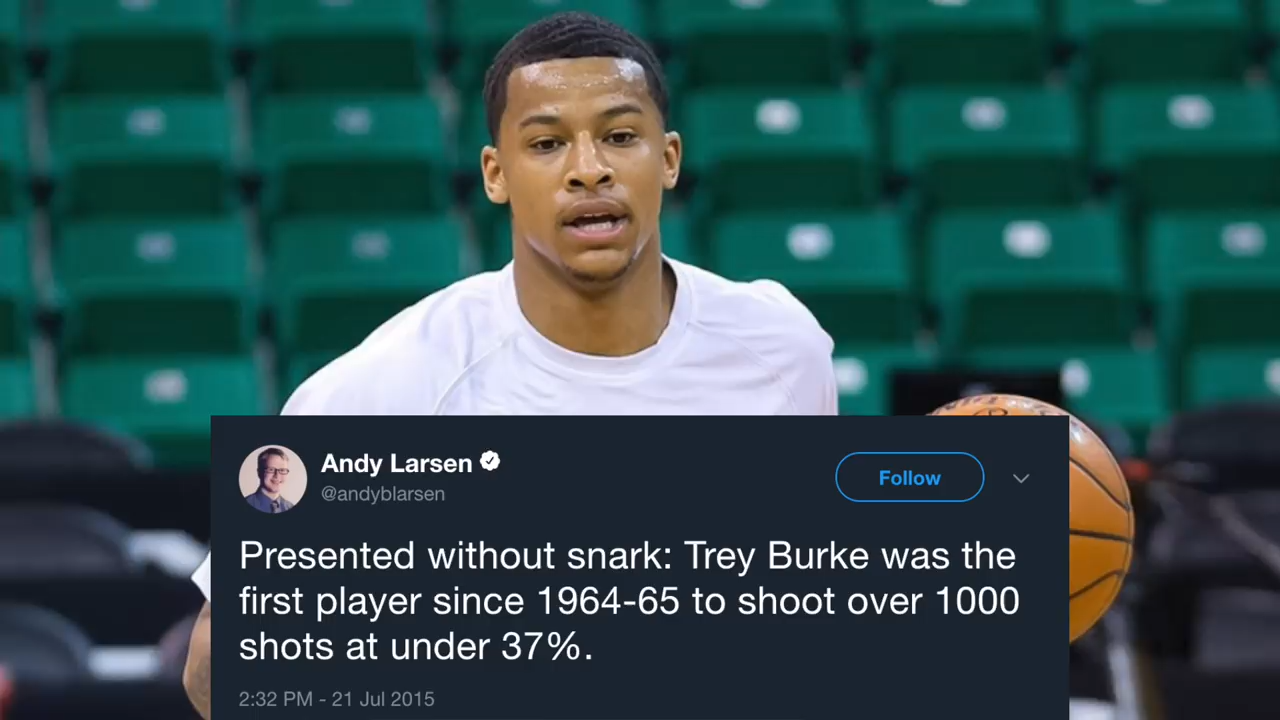 Andy Larsen
@andyblarsen
Follow
Presented without snark: Trey Burke was the
first player since 1964-65 to shoot over 1000
shots at under 37%.
2:32 PM - 21 Jul 2015